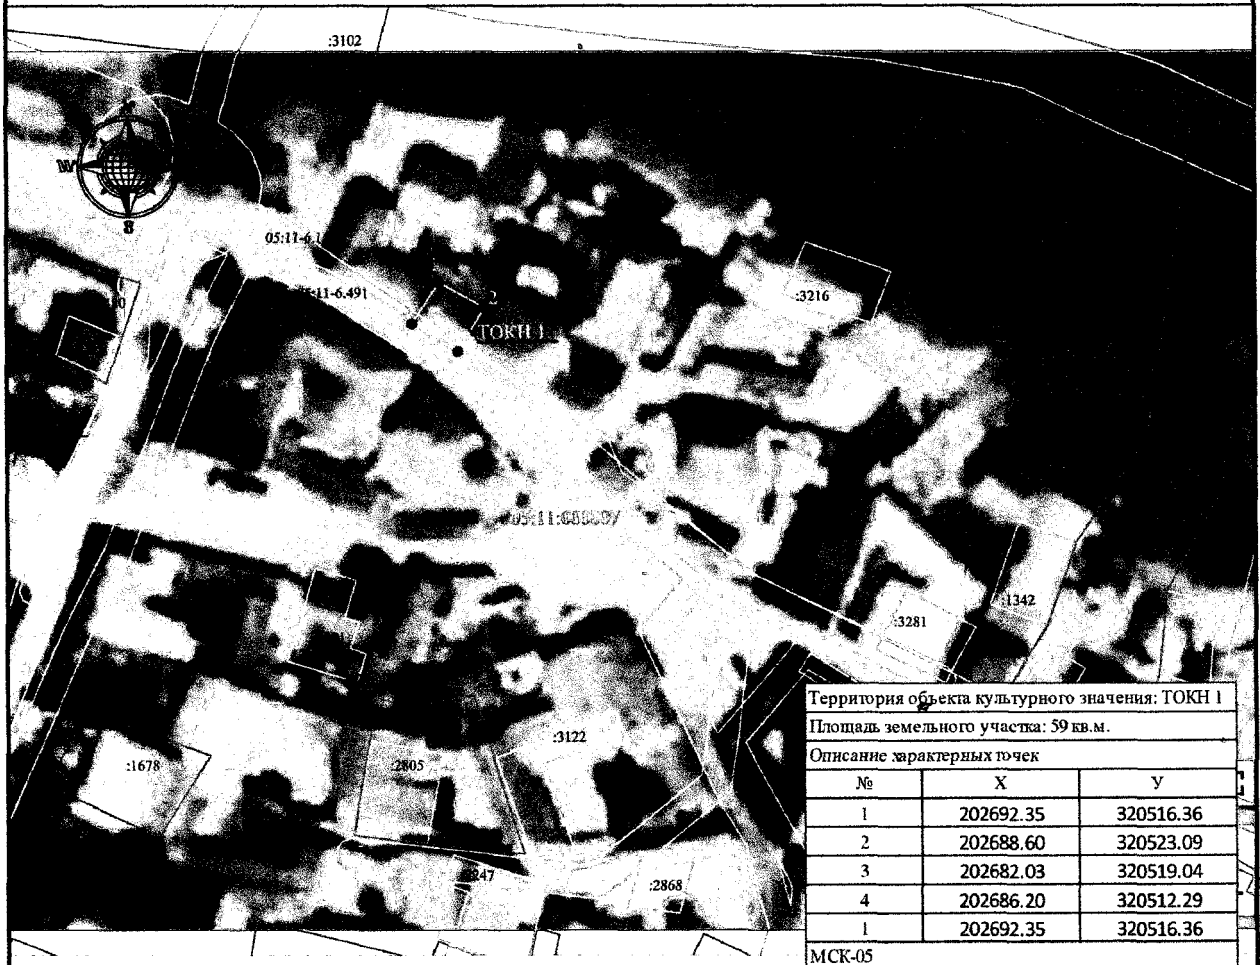 :3102
W
05:11-6.1
11-6.491
2
ТОКН 1
:3216
:3281
:1342
:3122
:1678
:2805
:2868
Территория объекта культурного значения: ТОКН 1
Площадь земельного участка: 59 кв.м.
Описание характерных точек
№ X У
1 202692.35 320516.36
2 202688.60 320523.09
3 202682.03 320519.04
4 202686.20 320512.29
1 202692.35 320516.36
МСК-05